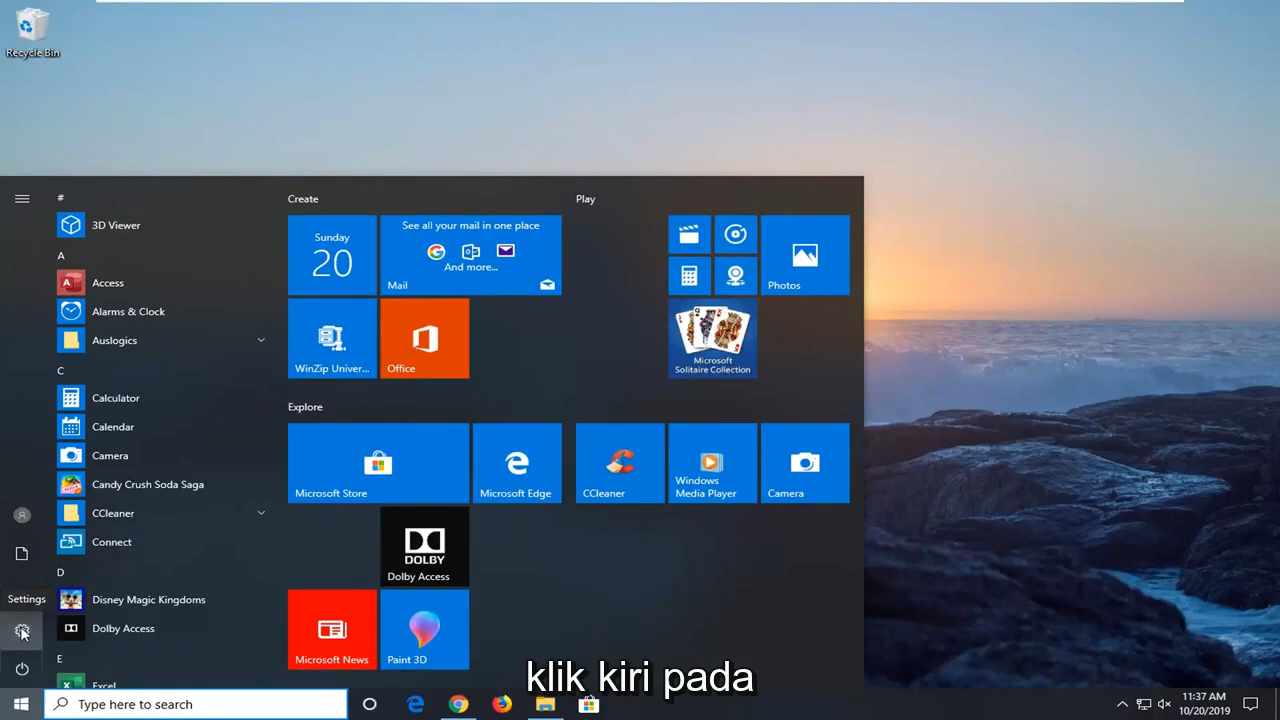 Recycle Bin
#
3D Viewer
A
Access
Alarms & Clock
Auslogics
C
Calculator
Calendar
Camera
Candy Crush Soda Saga
CCleaner
Connect
D
Settings
Disney Magic Kingdoms
Dolby Access
E
Excel
Create
Sunday
20
See all your mail in one place
And more...
Mail
WinZip Univer...
Office
Explore
Microsoft Store
Microsoft Edge
DOLBY
Dolby Access
Microsoft News
Paint 3D
Play
Photos
Microsoft
Solitaire Collection
CCleaner
Windows
Media Player
Camera
klik kiri pada
Type here to search
11:37 AM
10/20/2019